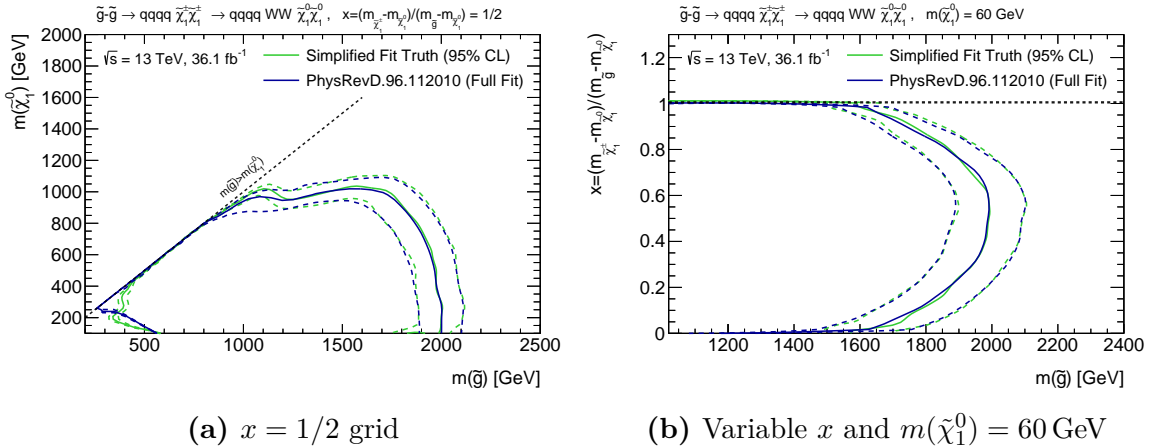 g̃-g̃ → qqqq χ̃₁±χ̃₁± → qqqq WW χ̃₁⁰χ̃₁⁰ , x=(m_χ̃₁± - m_χ̃₁⁰)/(m_g̃ - m_χ̃₁⁰) = 1/2
m(χ̃₁⁰) [GeV]
2000
1800
1600
1400
1200
1000
800
600
400
200
√s = 13 TeV, 36.1 fb⁻¹
Simplified Fit Truth (95% CL)
PhysRevD.96.112010 (Full Fit)
m(g̃)>m(χ̃₁⁰)
500 1000 1500 2000 2500
m(g̃) [GeV]
(a) x = 1/2 grid
g̃-g̃ → qqqq χ̃₁±χ̃₁± → qqqq WW χ̃₁⁰χ̃₁⁰ , m(χ̃₁⁰) = 60 GeV
x=(m_χ̃₁± - m_χ̃₁⁰)/(m_g̃ - m_χ̃₁⁰)
1.2
1
0.8
0.6
0.4
0.2
0
√s = 13 TeV, 36.1 fb⁻¹
Simplified Fit Truth (95% CL)
PhysRevD.96.112010 (Full Fit)
1200 1400 1600 1800 2000 2200 2400
m(g̃) [GeV]
(b) Variable x and m(χ̃₁⁰) = 60 GeV